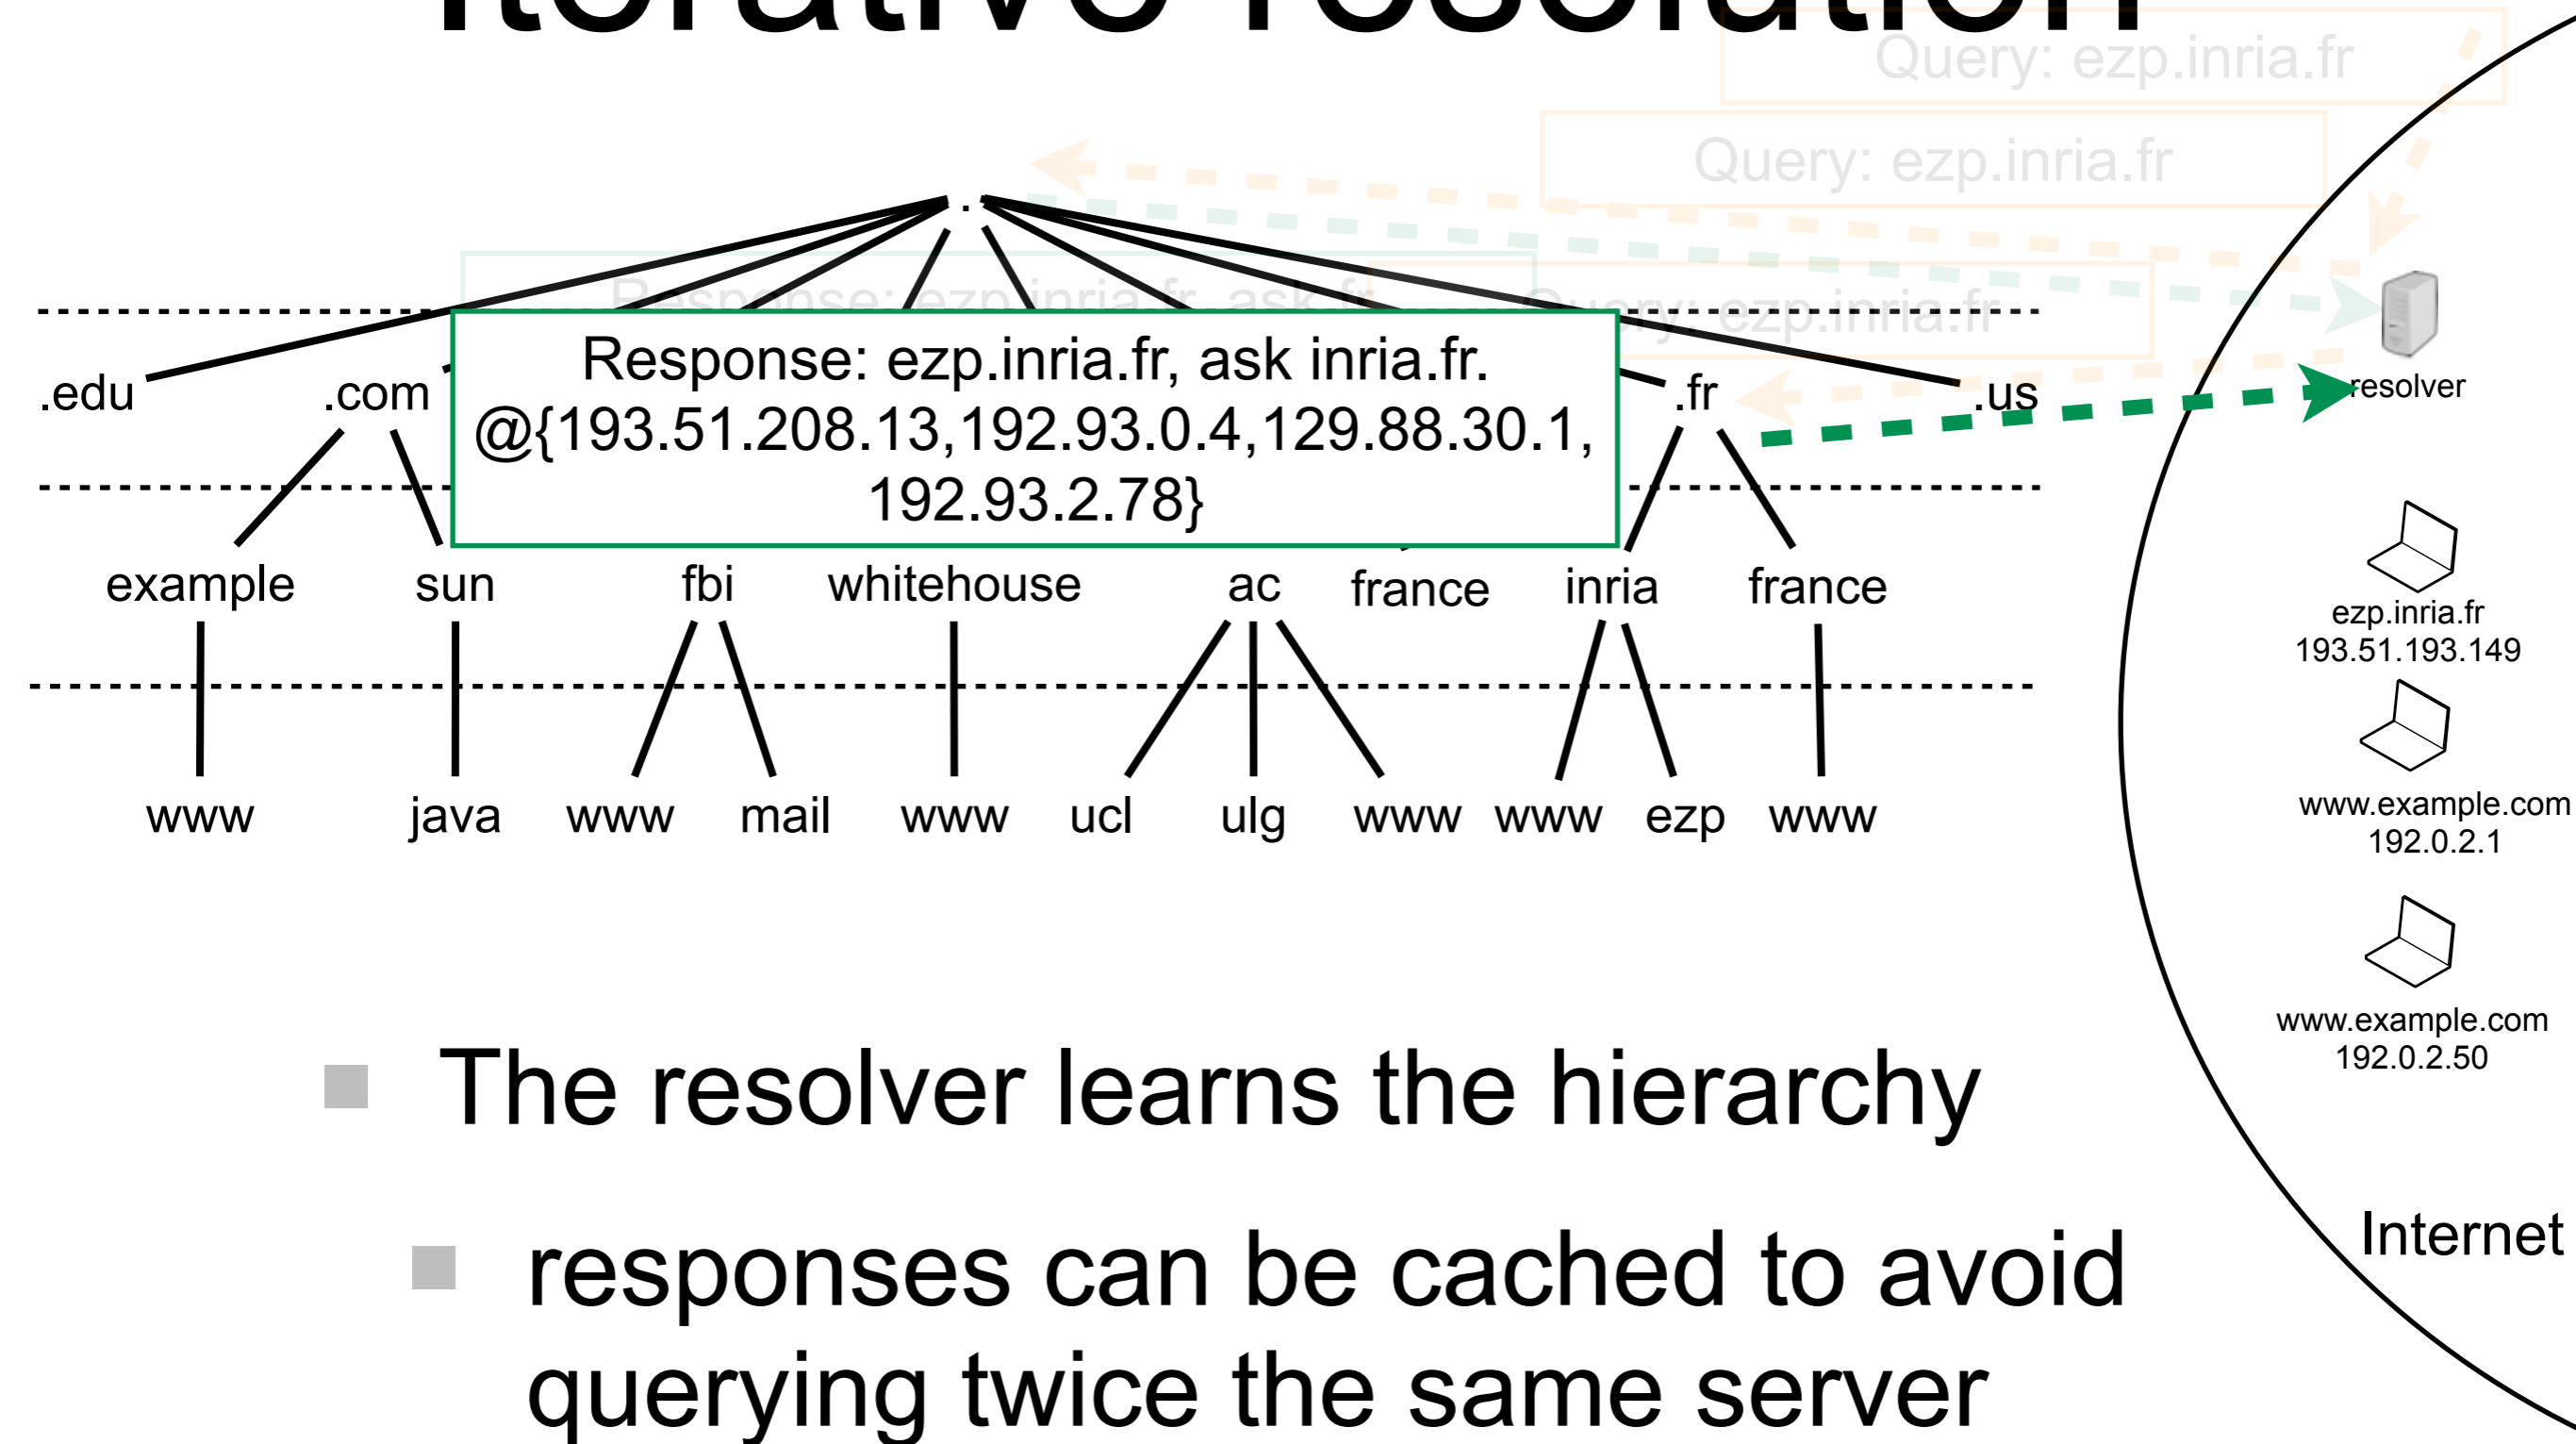 iterative resolution
Query: ezp.inria.fr
Query: ezp.inria.fr
.
Response: ezp.inria.fr, ask fr
Query: ezp.inria.fr
Response: ezp.inria.fr, ask inria.fr.
@{193.51.208.13,192.93.0.4,129.88.30.1,
192.93.2.78}
.edu .com .fr .us
resolver
example sun fbi whitehouse ac france inria france
www java www mail www ucl ulg www www ezp www
ezp.inria.fr
193.51.193.149
www.example.com
192.0.2.1
www.example.com
192.0.2.50
Internet
The resolver learns the hierarchy
responses can be cached to avoid
querying twice the same server